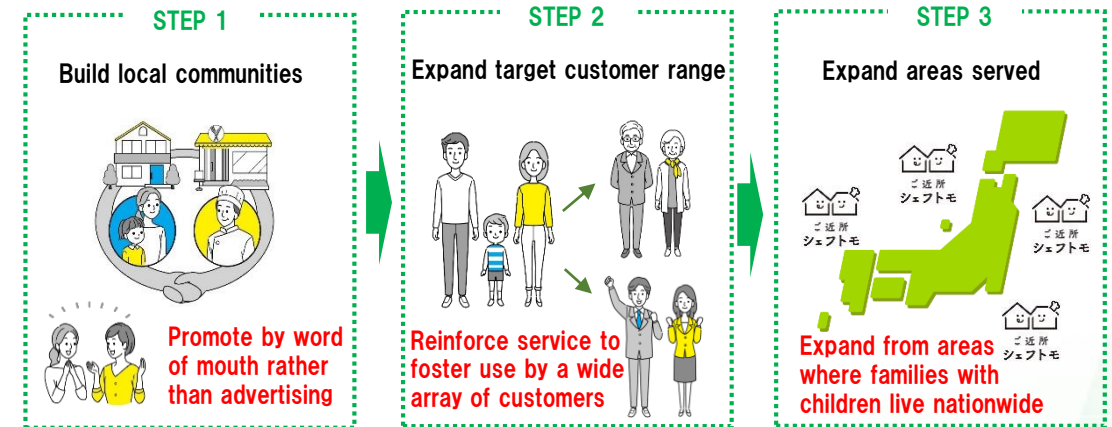 STEP 1
Build local communities
Promote by word
of mouth rather
than advertising
STEP 2
Expand target customer range
Reinforce service to
foster use by a wide
array of customers
STEP 3
Expand areas served
ご近所
シェフトモ
ご近所
シェフトモ
ご近所
シェフトモ
ご近所
シェフトモ
Expand from areas
where families with
children live nationwide